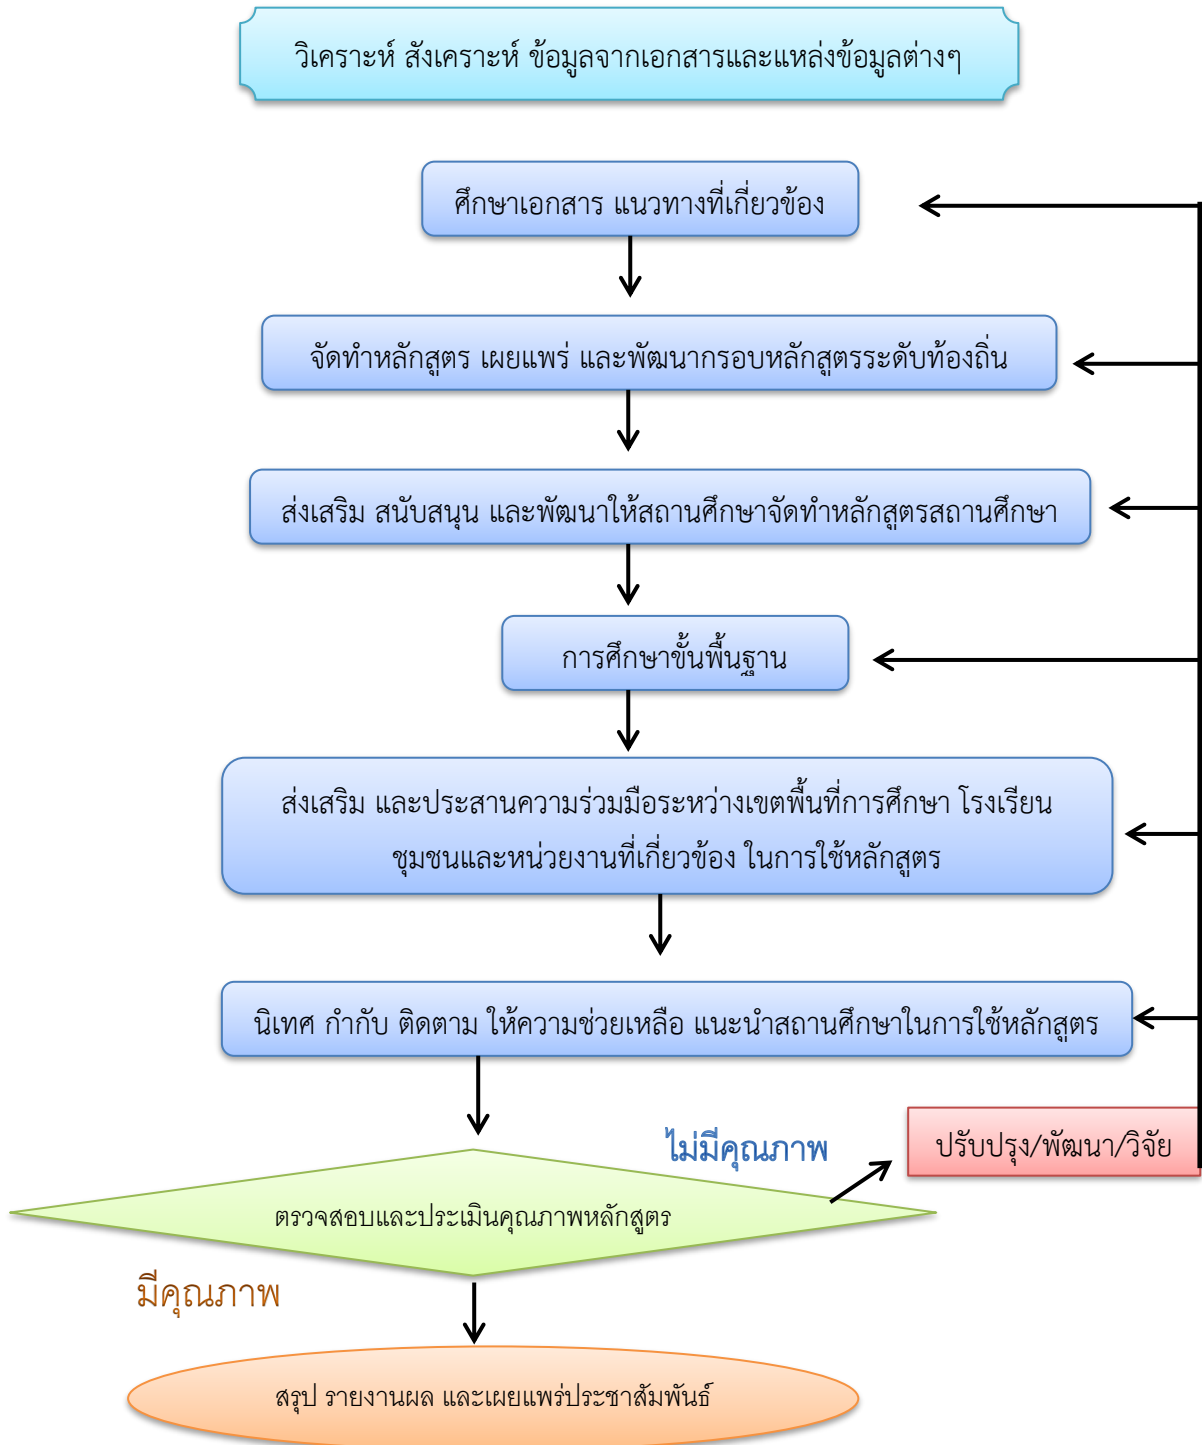 วิเคราะห์ สังเคราะห์ ข้อมูลจากเอกสารและแหล่งข้อมูลต่างๆ
ศึกษาเอกสาร แนวทางที่เกี่ยวข้อง
จัดทำหลักสูตร เผยแพร่ และพัฒนากรอบหลักสูตรระดับท้องถิ่น
ส่งเสริม สนับสนุน และพัฒนาให้สถานศึกษาจัดทำหลักสูตรสถานศึกษา
การศึกษาขั้นพื้นฐาน
ส่งเสริม และประสานความร่วมมือระหว่างเขตพื้นที่การศึกษา โรงเรียน
ชุมชนและหน่วยงานที่เกี่ยวข้อง ในการใช้หลักสูตร
นิเทศ กำกับ ติดตาม ให้ความช่วยเหลือ แนะนำสถานศึกษาในการใช้หลักสูตร
ไม่มีคุณภาพ
ปรับปรุง/พัฒนา/วิจัย
ตรวจสอบและประเมินคุณภาพหลักสูตร
มีคุณภาพ
สรุป รายงานผล และเผยแพร่ประชาสัมพันธ์